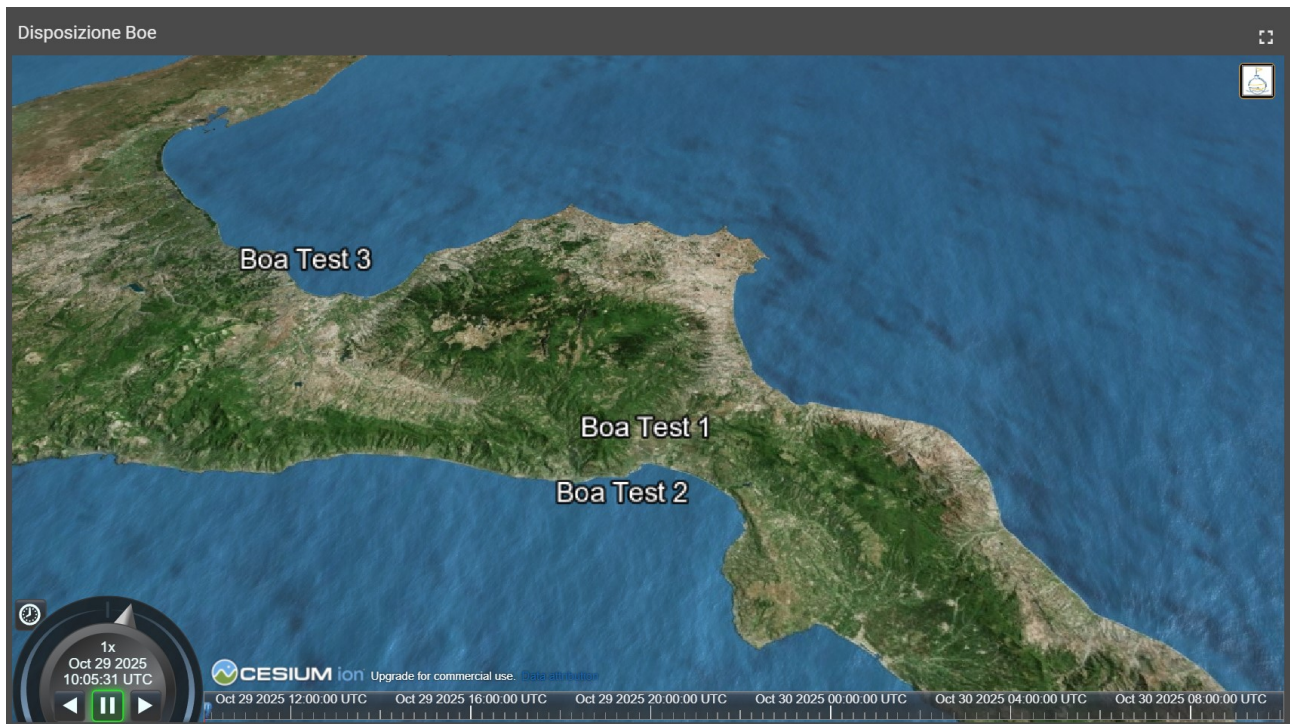 Disposizione Boe
Boa Test 3
Boa Test 1
Boa Test 2
1x
Oct 29 2025
10:05:31 UTC
CESIUM ion Upgrade for commercial use. Data attribution
Oct 29 2025 12:00:00 UTC Oct 29 2025 16:00:00 UTC Oct 29 2025 20:00:00 UTC Oct 30 2025 00:00:00 UTC Oct 30 2025 04:00:00 UTC Oct 30 2025 08:00:00 UTC